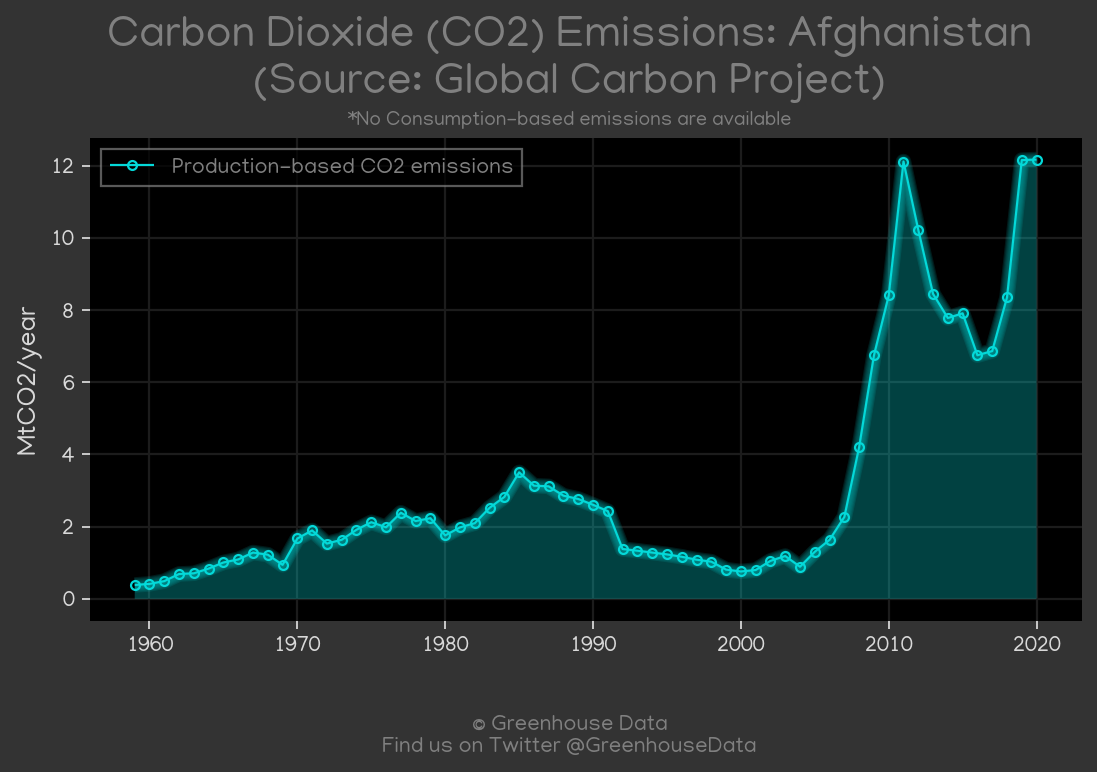 Carbon Dioxide (CO2) Emissions: Afghanistan
(Source: Global Carbon Project)
*No Consumption-based emissions are available
Production-based CO2 emissions
12
10
8
6
4
2
0
MtCO2/year
1960 1970 1980 1990 2000 2010 2020
© Greenhouse Data
Find us on Twitter @GreenhouseData